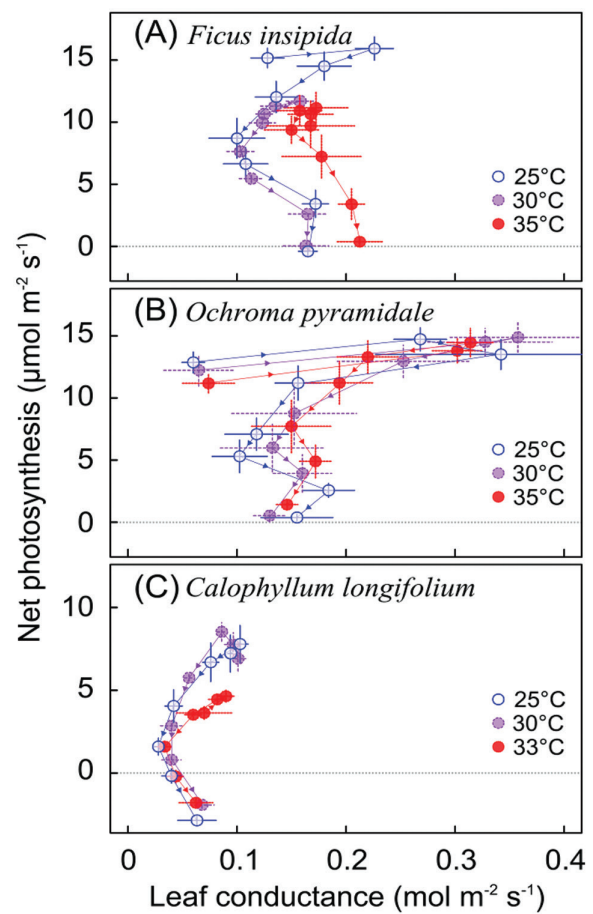 (A) Ficus insipida
15
10
5
0
25°C
30°C
35°C
(B) Ochroma pyramidale
15
10
5
0
25°C
30°C
35°C
(C) Calophyllum longifolium
10
5
0
25°C
30°C
33°C
0 0.1 0.2 0.3 0.4
Leaf conductance (mol m⁻² s⁻¹)
Net photosynthesis (µmol m⁻² s⁻¹)